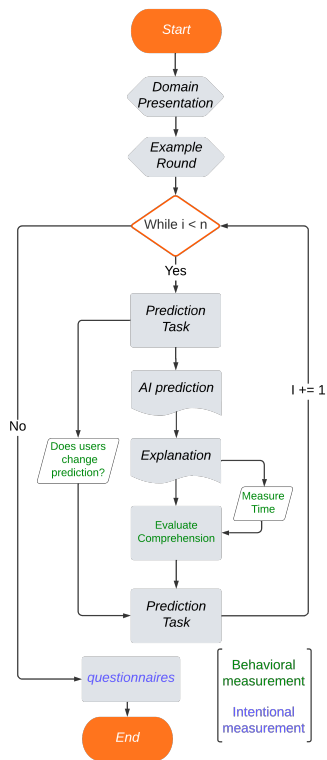 Start
Domain
Presentation
Example
Round
While i < n
Yes
Prediction
Task
AI prediction
I += 1
No
Does users
change
prediction?
Explanation
Measure
Time
Evaluate
Comprehension
Prediction
Task
Behavioral
measurement
questionnaires
Intentional
measurement
End